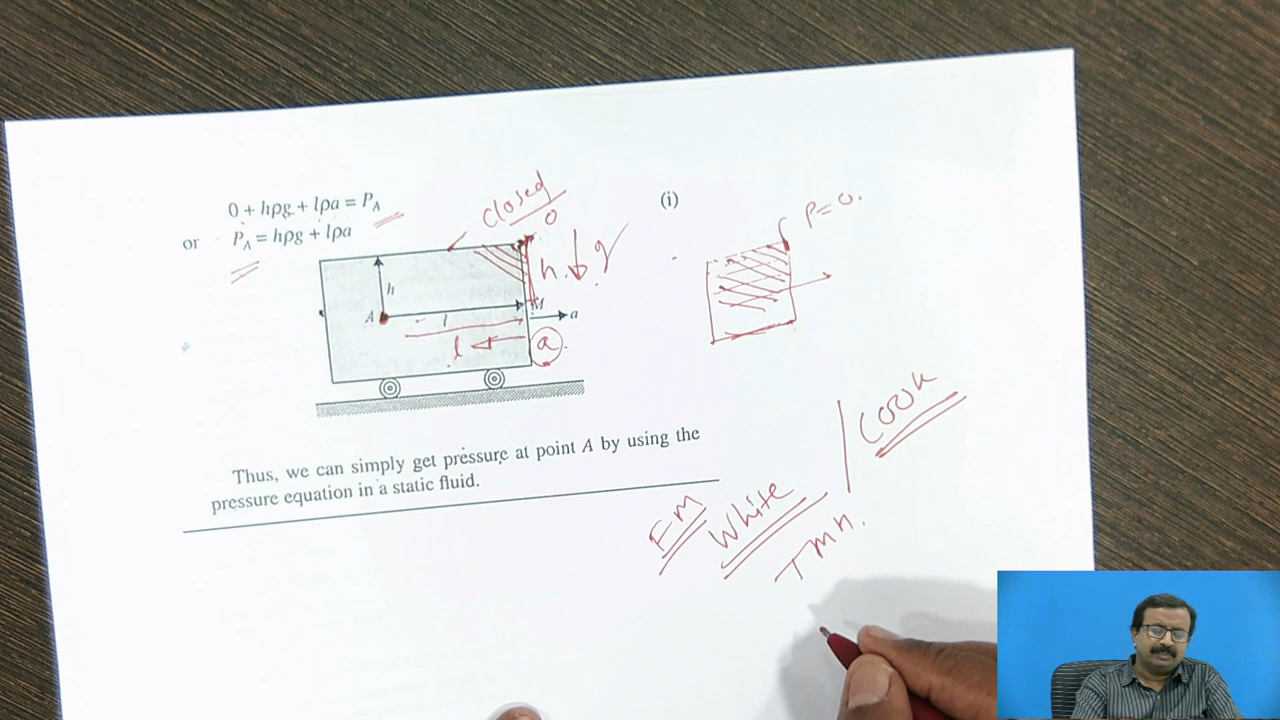 0 + hρg + lρa = P_A
or P_A = hρg + lρa
(i)
closed
0
P=0.
h
h. g
A
M
l
a
l
a
Thus, we can simply get pressure at point A by using the
pressure equation in a static fluid.
FM White / Cook
TMH.